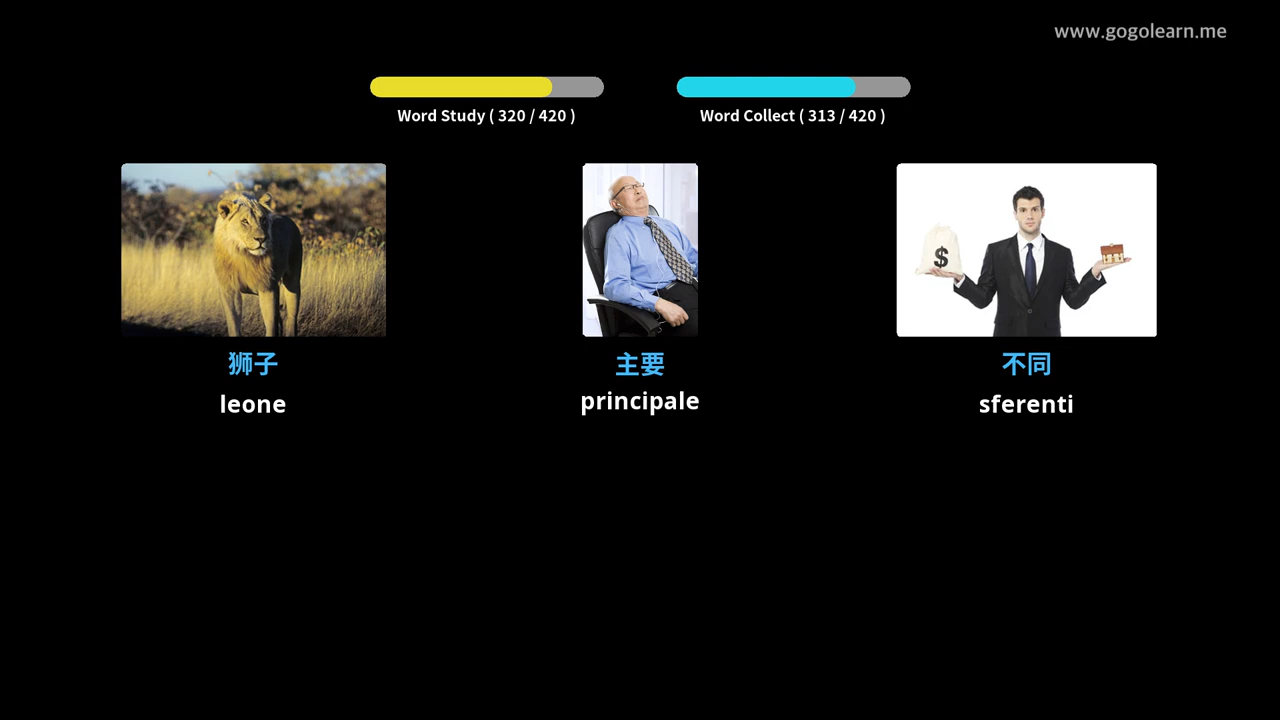 www.gogolearn.me
Word Study ( 320 / 420 )
Word Collect ( 313 / 420 )
$
狮子
主要
不同
leone
principale
sferenti